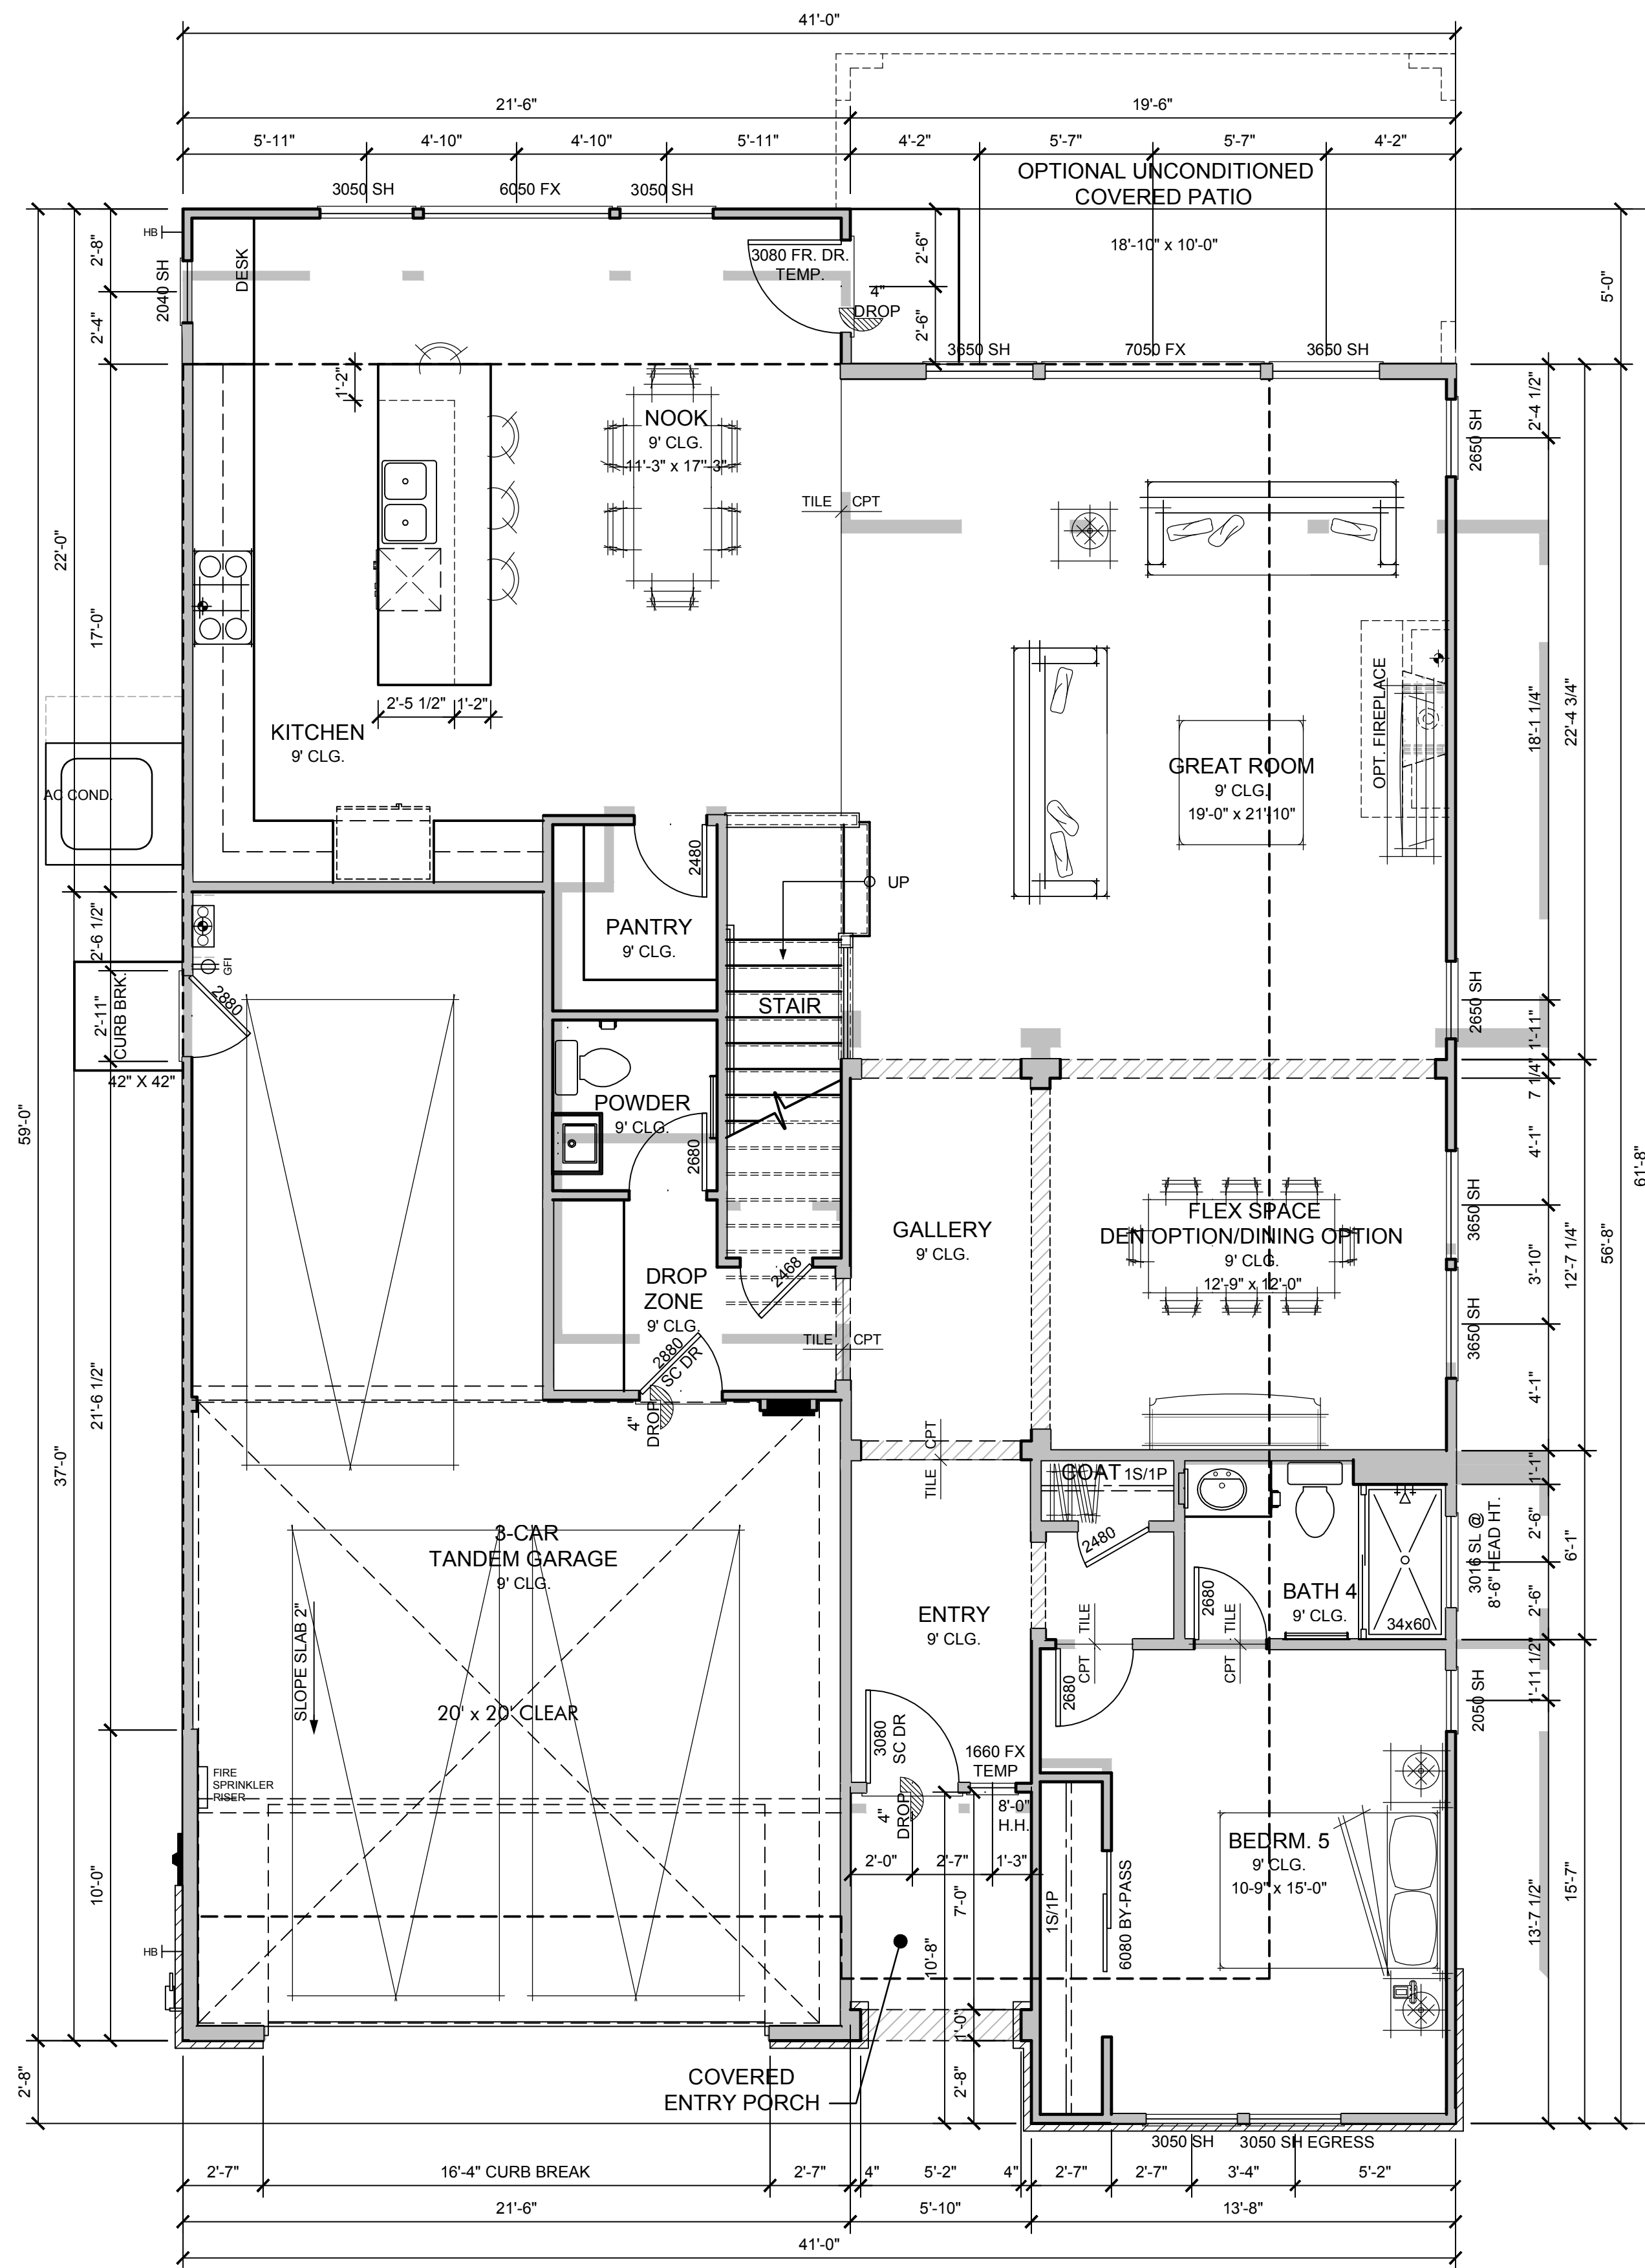 41'-0"
21'-6"
19'-6"
5'-11"
4'-10"
4'-10"
5'-11"
4'-2"
5'-7"
5'-7"
4'-2"
OPTIONAL UNCONDITIONED
COVERED PATIO
18'-10" x 10'-0"
3050 SH
6050 FX
3050 SH
HB
2'-8"
2040 SH
DESK
3080 FR. DR.
TEMP.
2'-6"
4"
DROP
2'-6"
5'-0"
2'-4"
3650 SH
7050 FX
3650 SH
1'-2"
NOOK
9' CLG.
11'-3" x 17"-3"
2'-4 1/2"
2650 SH
TILE
CPT
22'-0"
17'-0"
2'-5 1/2"
1'-2"
KITCHEN
9' CLG.
OPT. FIREPLACE
GREAT ROOM
9' CLG.
19'-0" x 21'-10"
18'-1 1/4"
22'-4 3/4"
AC COND.
2480
UP
PANTRY
9' CLG.
2'-6 1/2"
GFI
2880
2'-11"
CURB BRK.
42" X 42"
STAIR
2650 SH
1'-11"
7 1/4"
59'-0"
POWDER
9' CLG.
2680
4'-1"
61'-8"
GALLERY
9' CLG.
FLEX SPACE
DEN OPTION/DINING OPTION
9' CLG.
12'-9" x 12'-0"
3650 SH
3'-10"
12'-7 1/4"
56'-8"
DROP
ZONE
9' CLG.
2468
3650 SH
TILE
CPT
2880
SC DR
4"
DROP
4'-1"
21'-6 1/2"
37'-0"
TILE
CPT
COAT
1S/1P
1'-1"
2480
3-CAR
TANDEM GARAGE
9' CLG.
2'-6"
3016 SL @
8'-6" HEAD HT.
6'-1"
2'-6"
ENTRY
9' CLG.
2680
BATH 4
9' CLG.
34x60
CPT
TILE
CPT
TILE
SLOPE SLAB 2"
20' x 20' CLEAR
2680
1'-11 1/2"
2050 SH
3080
SC DR
1660 FX
TEMP
FIRE
SPRINKLER
RISER
4"
DROP
8'-0"
H.H.
2'-0"
2'-7"
1'-3"
BEDRM. 5
9' CLG.
10-9" x 15'-0"
10'-0"
7'-0"
1S/1P
6080 BY-PASS
13'-7 1/2"
15'-7"
HB
10'-8"
1'-0"
2'-8"
COVERED
ENTRY PORCH
2'-8"
3050 SH
3050 SH EGRESS
2'-7"
16'-4" CURB BREAK
2'-7"
4"
5'-2"
4"
2'-7"
2'-7"
3'-4"
5'-2"
21'-6"
5'-10"
13'-8"
41'-0"